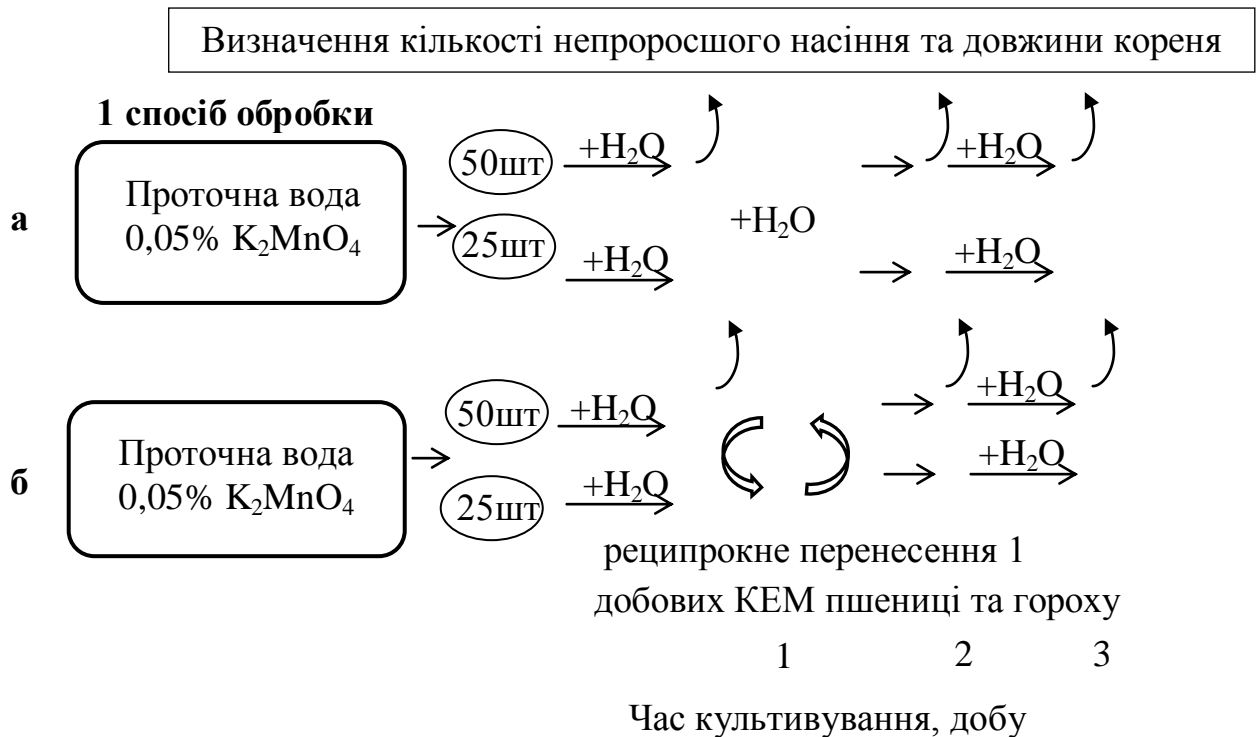 Визначення кількості непроросшого насіння та довжини кореня
1 спосіб обробки
а
Проточна вода
0,05% K₂MnO₄
50шт
+H₂O
+H₂O
25шт
+H₂O
+H₂O
+H₂O
б
Проточна вода
0,05% K₂MnO₄
50шт
+H₂O
+H₂O
25шт
+H₂O
+H₂O
реципрокне перенесення 1
добових КЕМ пшениці та гороху
1 2 3
Час культивування, добу